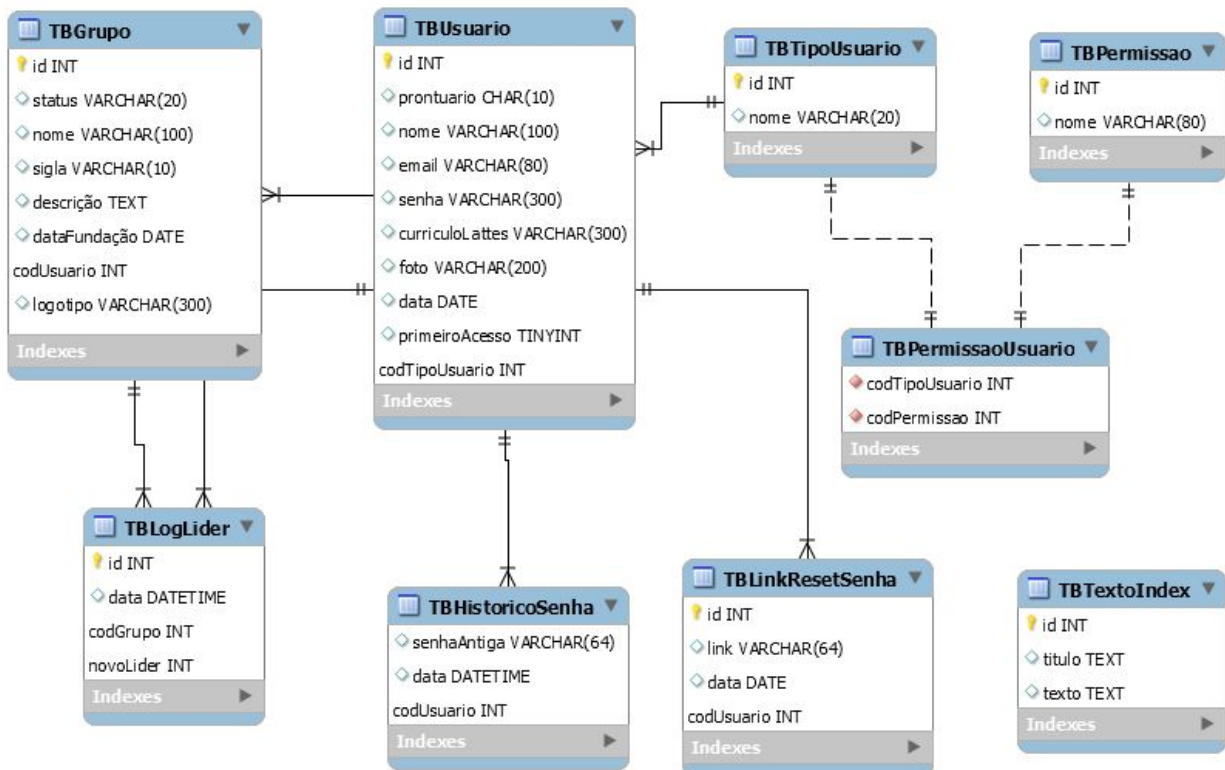 TBGrupo
id INT
status VARCHAR(20)
nome VARCHAR(100)
sigla VARCHAR(10)
descrição TEXT
dataFundação DATE
codUsuario INT
logotipo VARCHAR(300)
Indexes
TBUsuario
id INT
prontuario CHAR(10)
nome VARCHAR(100)
email VARCHAR(80)
senha VARCHAR(300)
curriculoLattes VARCHAR(300)
foto VARCHAR(200)
data DATE
primeiroAcesso TINYINT
codTipoUsuario INT
Indexes
TBTipoUsuario
id INT
nome VARCHAR(20)
Indexes
TBPermissao
id INT
nome VARCHAR(80)
Indexes
TBPermissaoUsuario
codTipoUsuario INT
codPermissao INT
Indexes
TBLogLider
id INT
data DATETIME
codGrupo INT
novoLider INT
Indexes
TBHistoricoSenha
senhaAntiga VARCHAR(64)
data DATETIME
codUsuario INT
Indexes
TBLinkResetSenha
id INT
link VARCHAR(64)
data DATE
codUsuario INT
Indexes
TBTextoIndex
id INT
titulo TEXT
texto TEXT
Indexes